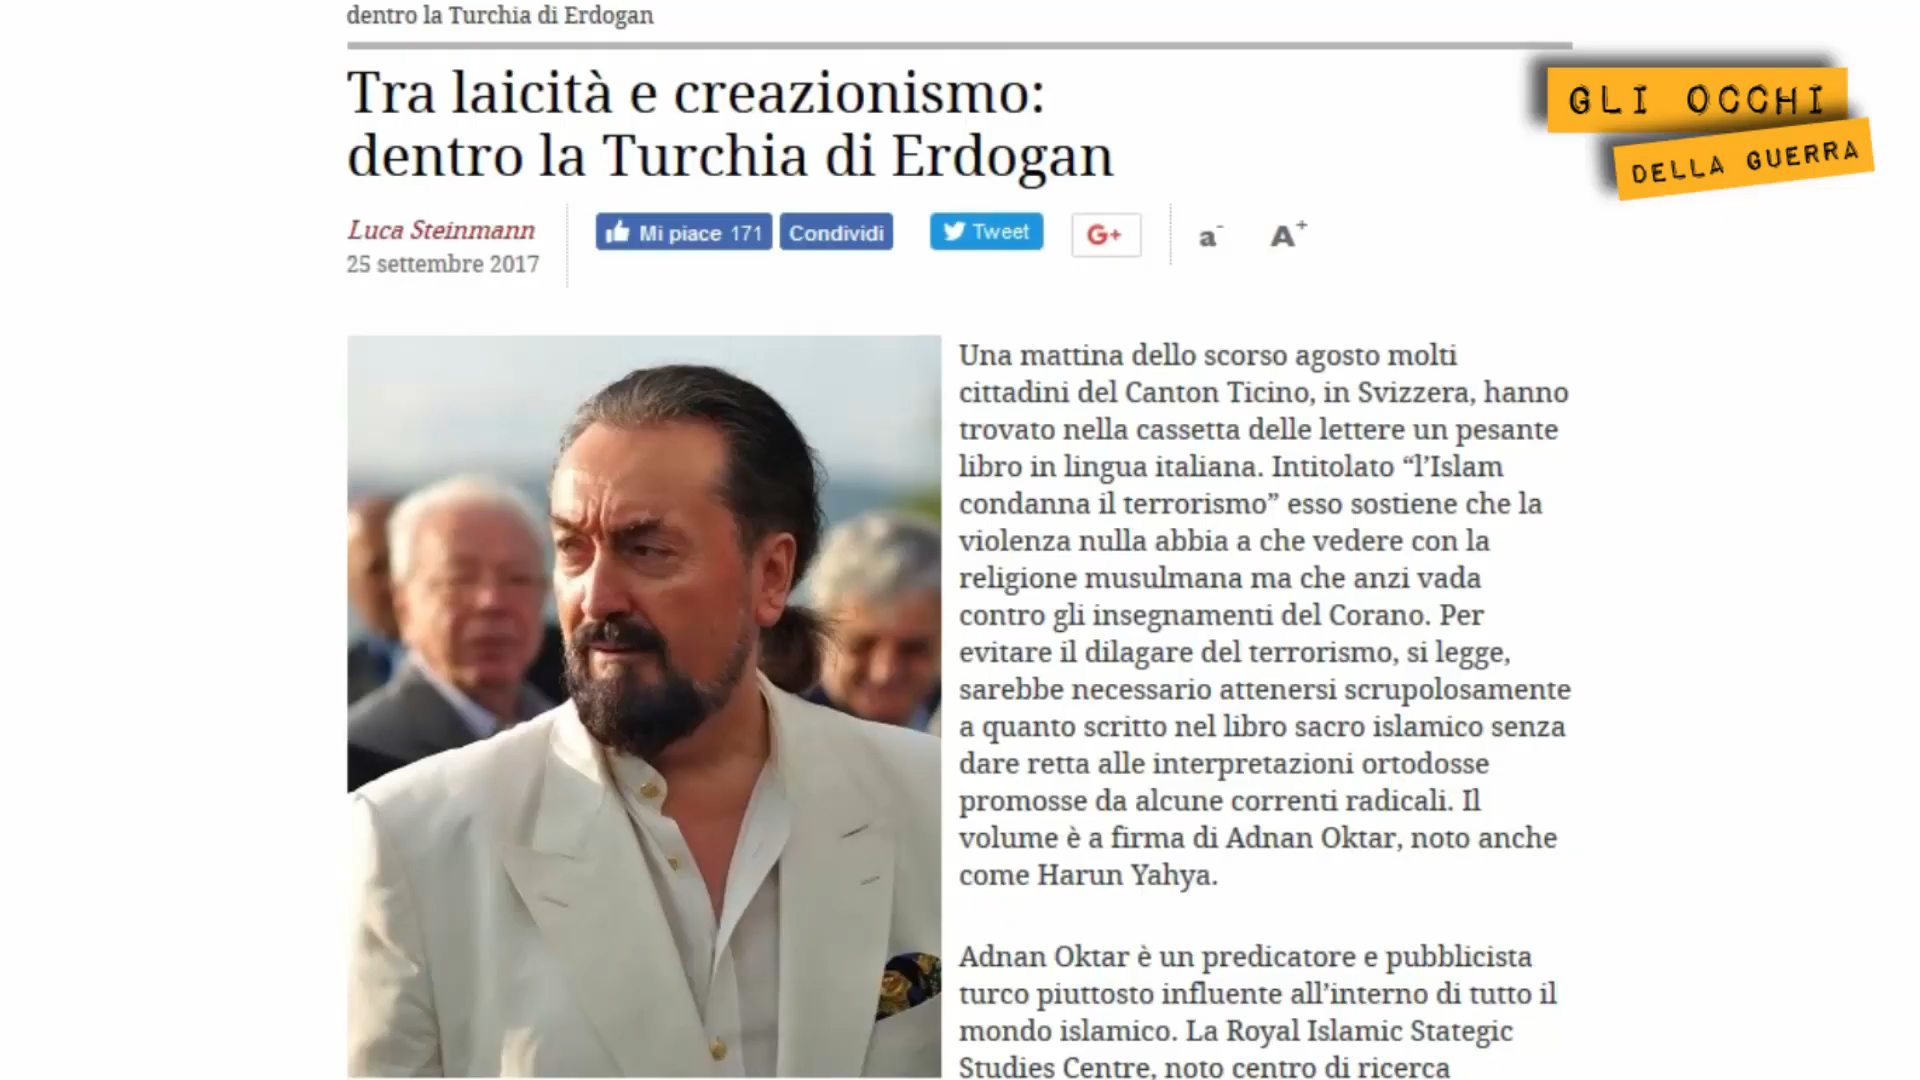 dentro la Turchia di Erdogan
Tra laicità e creazionismo:
dentro la Turchia di Erdogan
GLI OCCHI
DELLA GUERRA
Luca Steinmann
25 settembre 2017
Mi piace 171
Condividi
Tweet
G+
a-
A+
Una mattina dello scorso agosto molti
cittadini del Canton Ticino, in Svizzera, hanno
trovato nella cassetta delle lettere un pesante
libro in lingua italiana. Intitolato “l’Islam
condanna il terrorismo” esso sostiene che la
violenza nulla abbia a che vedere con la
religione musulmana ma che anzi vada
contro gli insegnamenti del Corano. Per
evitare il dilagare del terrorismo, si legge,
sarebbe necessario attenersi scrupolosamente
a quanto scritto nel libro sacro islamico senza
dare retta alle interpretazioni ortodosse
promosse da alcune correnti radicali. Il
volume è a firma di Adnan Oktar, noto anche
come Harun Yahya.
Adnan Oktar è un predicatore e pubblicista
turco piuttosto influente all’interno di tutto il
mondo islamico. La Royal Islamic Stategic
Studies Centre, noto centro di ricerca